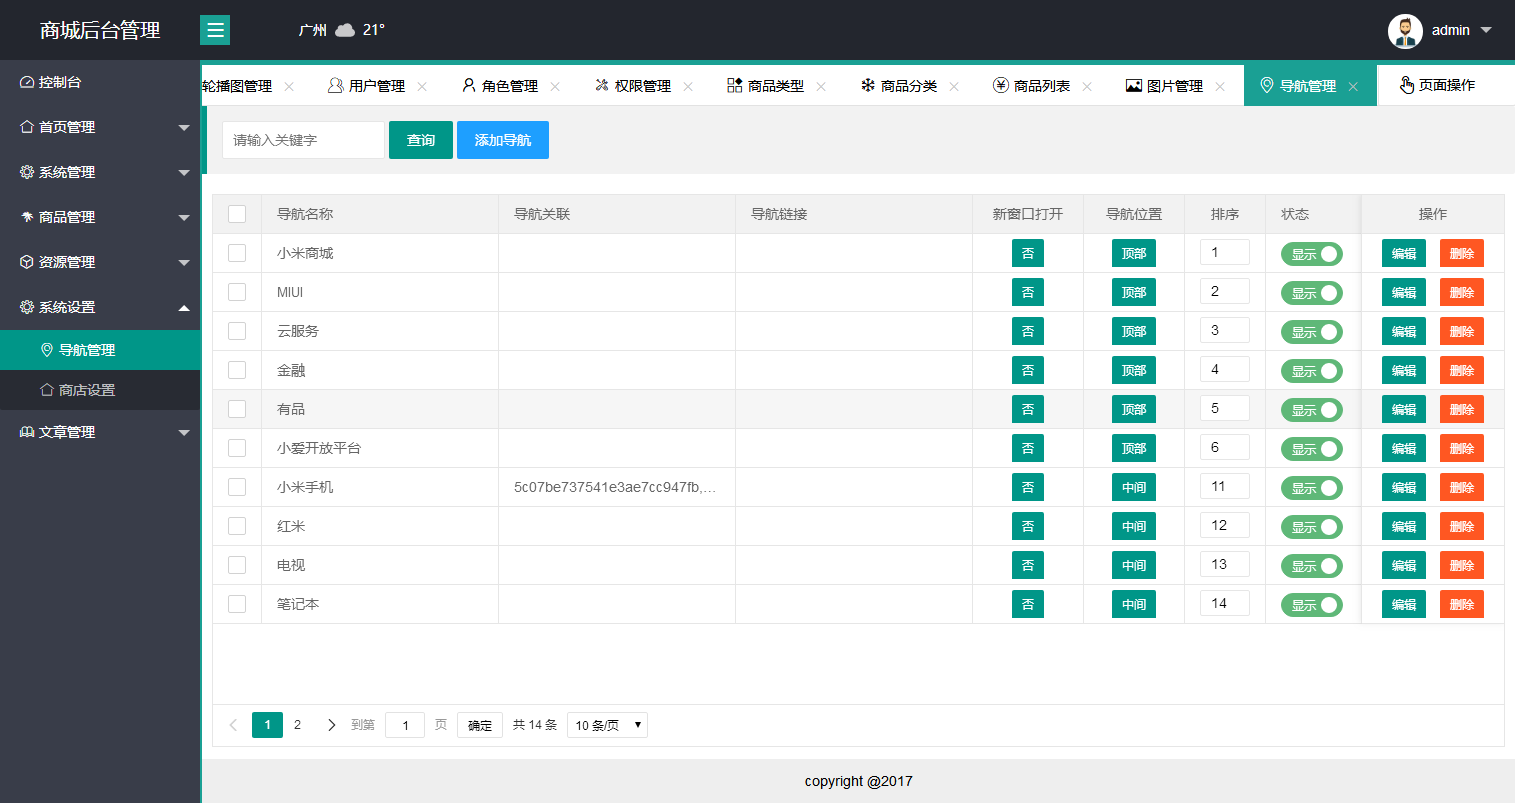 商城后台管理
广州 21°
admin
控制台
首页管理
系统管理
商品管理
资源管理
系统设置
导航管理
商店设置
文章管理
轮播图管理 用户管理 角色管理 权限管理 商品类型 商品分类 商品列表 图片管理 导航管理 页面操作
请输入关键字 查询 添加导航
导航名称 导航关联 导航链接 新窗口打开 导航位置 排序 状态 操作
小米商城 否 顶部 1 显示 编辑 删除
MIUI 否 顶部 2 显示 编辑 删除
云服务 否 顶部 3 显示 编辑 删除
金融 否 顶部 4 显示 编辑 删除
有品 否 顶部 5 显示 编辑 删除
小爱开放平台 否 顶部 6 显示 编辑 删除
小米手机 5c07be737541e3ae7cc947fb,... 否 中间 11 显示 编辑 删除
红米 否 中间 12 显示 编辑 删除
电视 否 中间 13 显示 编辑 删除
笔记本 否 中间 14 显示 编辑 删除
1 2 到第 1 页 确定 共 14 条 10 条/页
copyright @2017